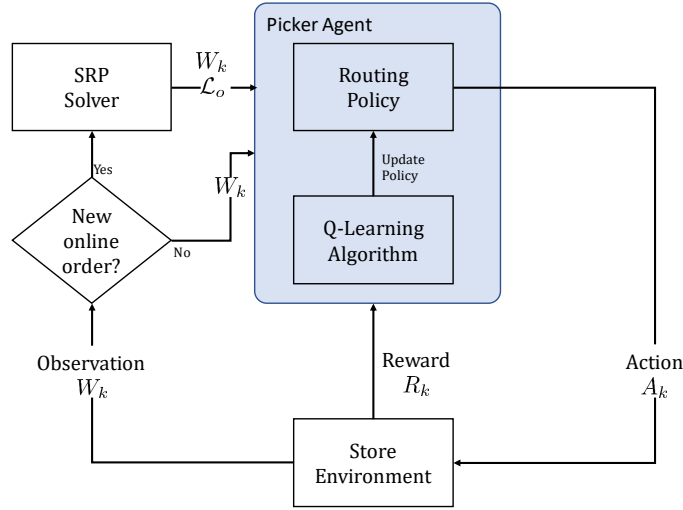 Picker Agent
SRP
Solver
W_k
ℒ_o
Routing
Policy
Yes
Update
Policy
W_k
New
online
order?
No
Q-Learning
Algorithm
Observation
W_k
Reward
R_k
Action
A_k
Store
Environment